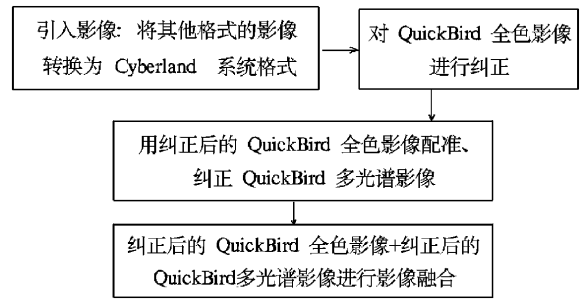 引入影像: 将其他格式的影像
转换为 Cyberland 系统格式
对 QuickBird 全色影像
进行纠正
用纠正后的 QuickBird 全色影像配准、
纠正 QuickBird 多光谱影像
纠正后的 QuickBird 全色影像+纠正后的
QuickBird多光谱影像进行影像融合